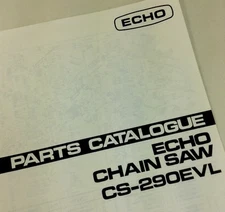 ECHO
PARTS CATALOGUE
ECHO
CHAIN SAW
CS-290EVL